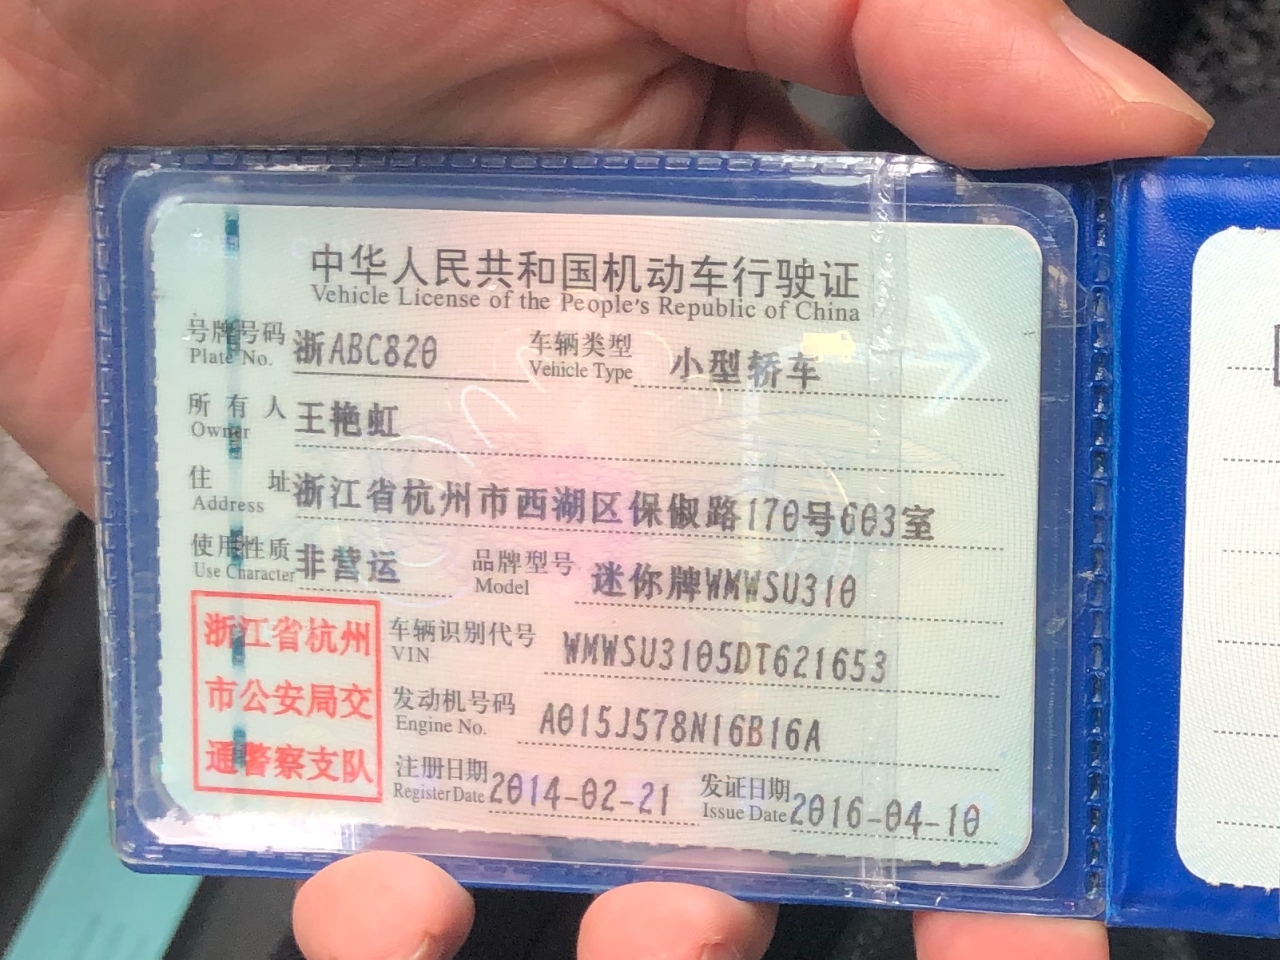 中华人民共和国机动车行驶证
Vehicle License of the People's Republic of China
号牌号码 浙ABC820 车辆类型 小型轿车
Plate No. Vehicle Type
所有人 王艳虹
Owner
住址 浙江省杭州市西湖区保俶路170号603室
Address
使用性质 非营运 品牌型号 迷你牌WMWSU310
Use Character Model
浙江省杭州
市公安局交
通警察支队
车辆识别代号 WMWSU3105DT621653
VIN
发动机号码 A015J578N16B16A
Engine No.
注册日期 2014-02-21 发证日期 2016-04-10
Register Date Issue Date